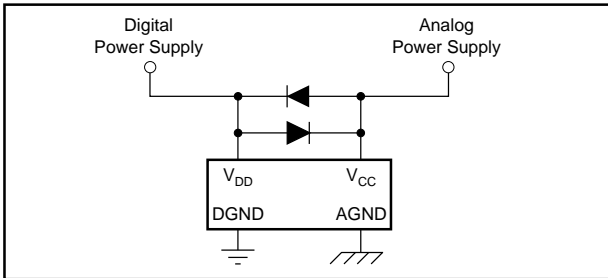 Digital
Power Supply
Analog
Power Supply
VDD
VCC
DGND
AGND